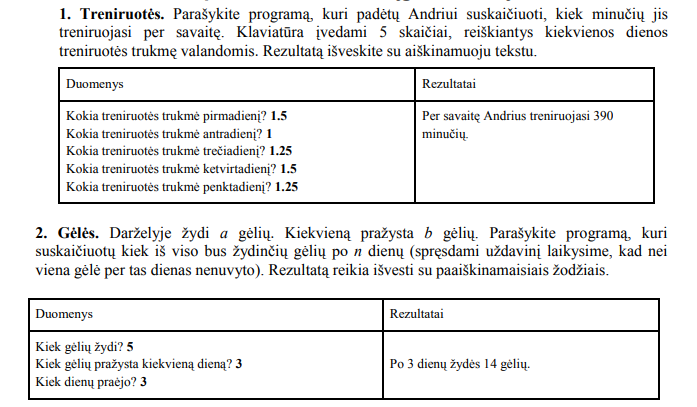 1. Treniruotės. Parašykite programą, kuri padėtų Andriui suskaičiuoti, kiek minučių jis
treniruojasi per savaitę. Klaviatūra įvedami 5 skaičiai, reiškiantys kiekvienos dienos
treniruotės trukmę valandomis. Rezultatą išveskite su aiškinamuoju tekstu.
Duomenys
Rezultatai
Kokia treniruotės trukmė pirmadienį? 1.5
Kokia treniruotės trukmė antradienį? 1
Kokia treniruotės trukmė trečiadienį? 1.25
Kokia treniruotės trukmė ketvirtadienį? 1.5
Kokia treniruotės trukmė penktadienį? 1.25
Per savaitę Andrius treniruojasi 390
minučių.
2. Gėlės. Darželyje žydi a gėlių. Kiekvieną pražysta b gėlių. Parašykite programą, kuri
suskaičiuotų kiek iš viso bus žydinčių gėlių po n dienų (spręsdami uždavinį laikysime, kad nei
viena gėlė per tas dienas nenuvyto). Rezultatą reikia išvesti su paaiškinamaisiais žodžiais.
Duomenys
Rezultatai
Kiek gėlių žydi? 5
Kiek gėlių pražysta kiekvieną dieną? 3
Kiek dienų praėjo? 3
Po 3 dienų žydės 14 gėlių.